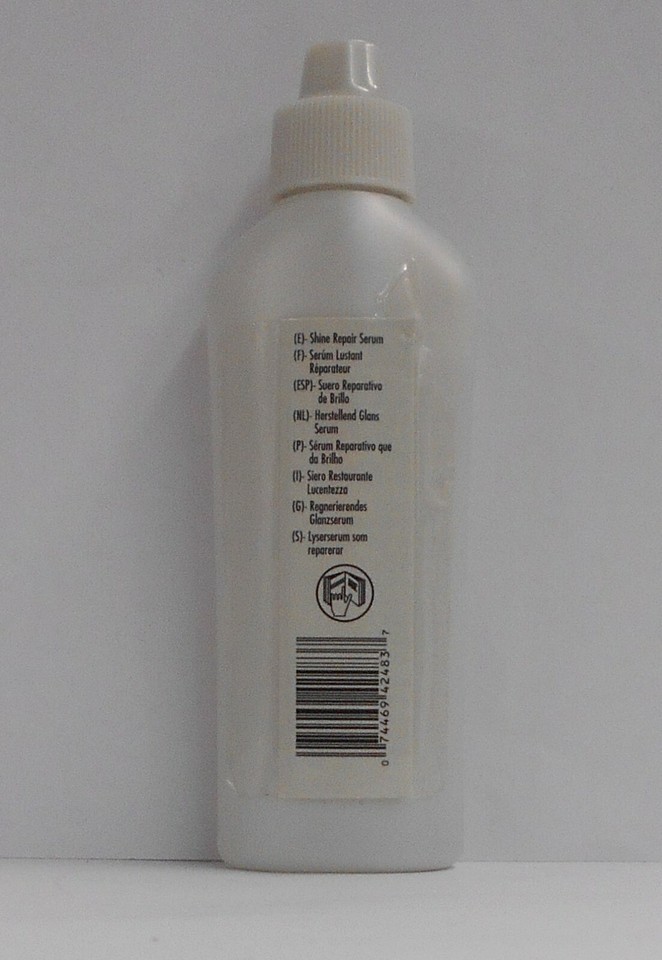 (E)- Shine Repair Serum
(F)- Serúm Lustant
Réparateur
(ESP)- Suero Reparativo
de Brillo
(NL)- Herstellend Glans
Serum
(P)- Sérum Reparativo que
da Brilho
(I)- Siero Restaurante
Lucentezza
(G)- Regnerierendes
Glanzserum
(S)- Lyserserum som
reparerar
0 74469 42483 7